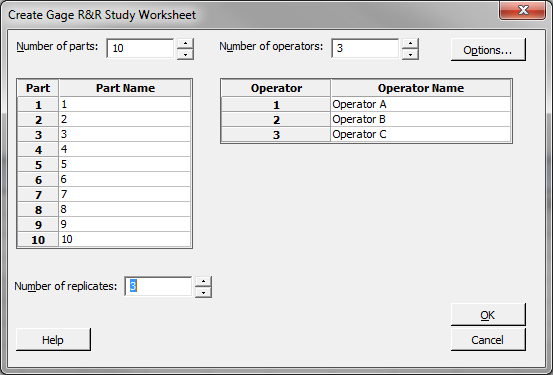 Create Gage R&R Study Worksheet
Number of parts: 10
Number of operators: 3
Options...
Part Part Name
1 1
2 2
3 3
4 4
5 5
6 6
7 7
8 8
9 9
10 10
Operator Operator Name
1 Operator A
2 Operator B
3 Operator C
Number of replicates: 3
OK
Help
Cancel